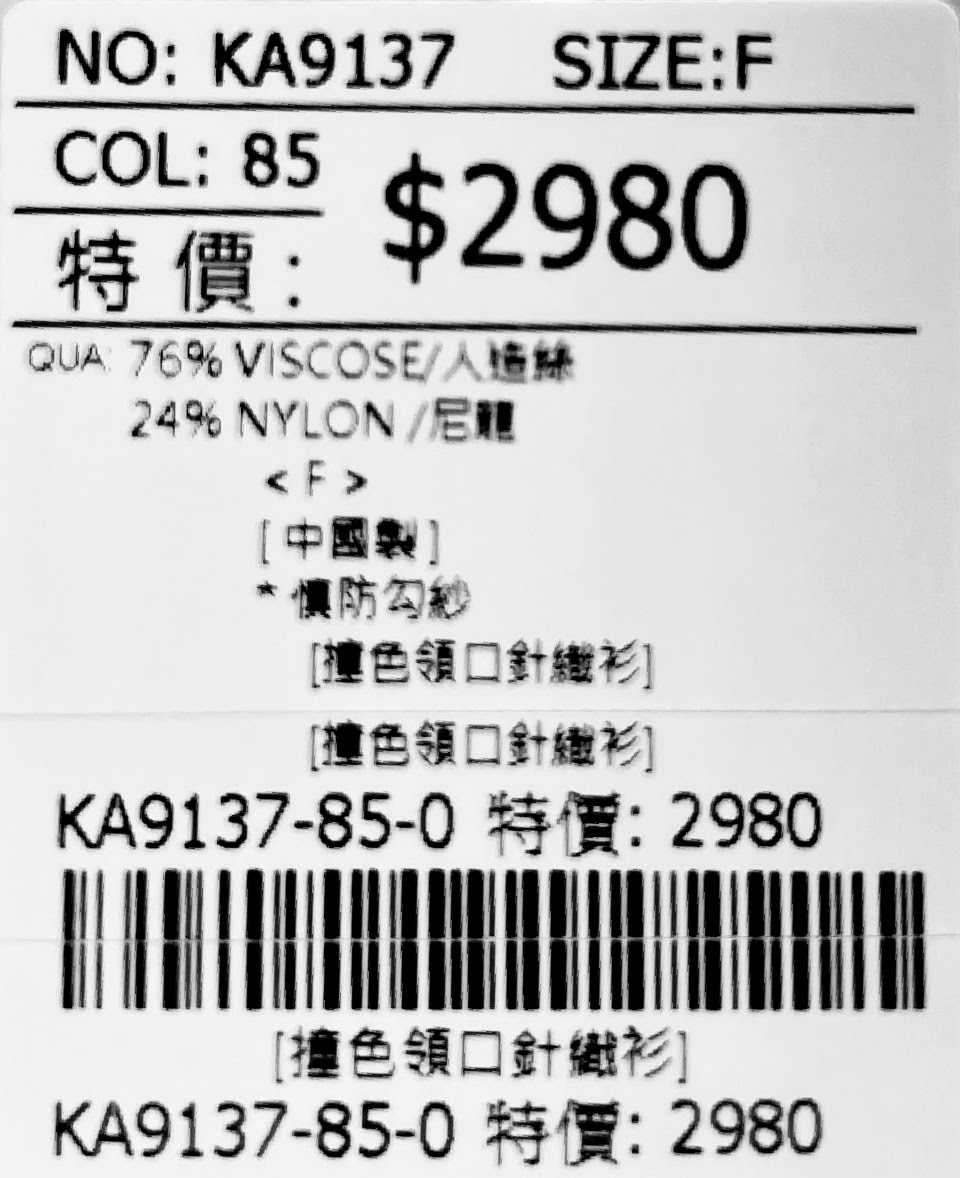 NO: KA9137 SIZE:F
COL: 85
$2980
特價:
QUA: 76% VISCOSE/人造絲
24% NYLON /尼龍
< F >
[中國製]
*慎防勾紗
[撞色領口針織衫]
[撞色領口針織衫]
KA9137-85-0 特價: 2980
[撞色領口針織衫]
KA9137-85-0 特價: 2980